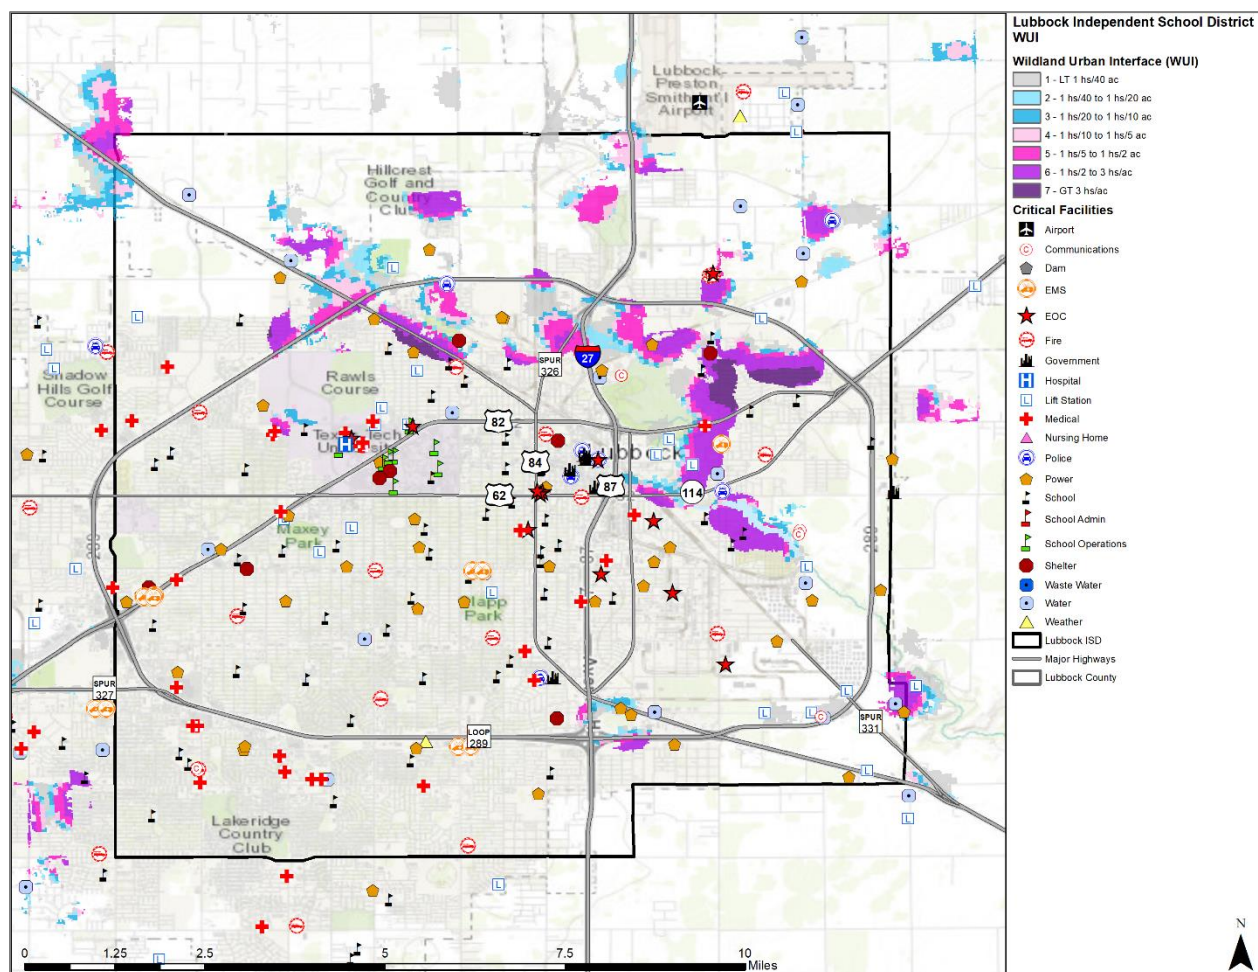 Lubbock Independent School District
WUI
Wildland Urban Interface (WUI)
1 - LT 1 hs/40 ac
2 - 1 hs/40 to 1 hs/20 ac
3 - 1 hs/20 to 1 hs/10 ac
4 - 1 hs/10 to 1 hs/5 ac
5 - 1 hs/5 to 1 hs/2 ac
6 - 1 hs/2 to 3 hs/ac
7 - GT 3 hs/ac
Critical Facilities
Airport
C Communications
Dam
EMS
EOC
Fire
Government
H Hospital
L Lift Station
Medical
Nursing Home
Police
Power
School
School Admin
School Operations
Shelter
Waste Water
Water
Weather
Lubbock ISD
Major Highways
Lubbock County
Lubbock
Preston
Smith Int'l
Airport
Hillcrest
Golf and
Country
Club
SPUR
326
27
Shadow
Hills Golf
Course
Rawls
Course
82
Texas Tech
University
H
84
Lubbock
62
87
114
Maxey
Park
289
87
289
Clapp
Park
SPUR
327
LOOP
289
SPUR
331
Lakeridge
Country
Club
N
0 1.25 2.5 5 7.5 10
Miles